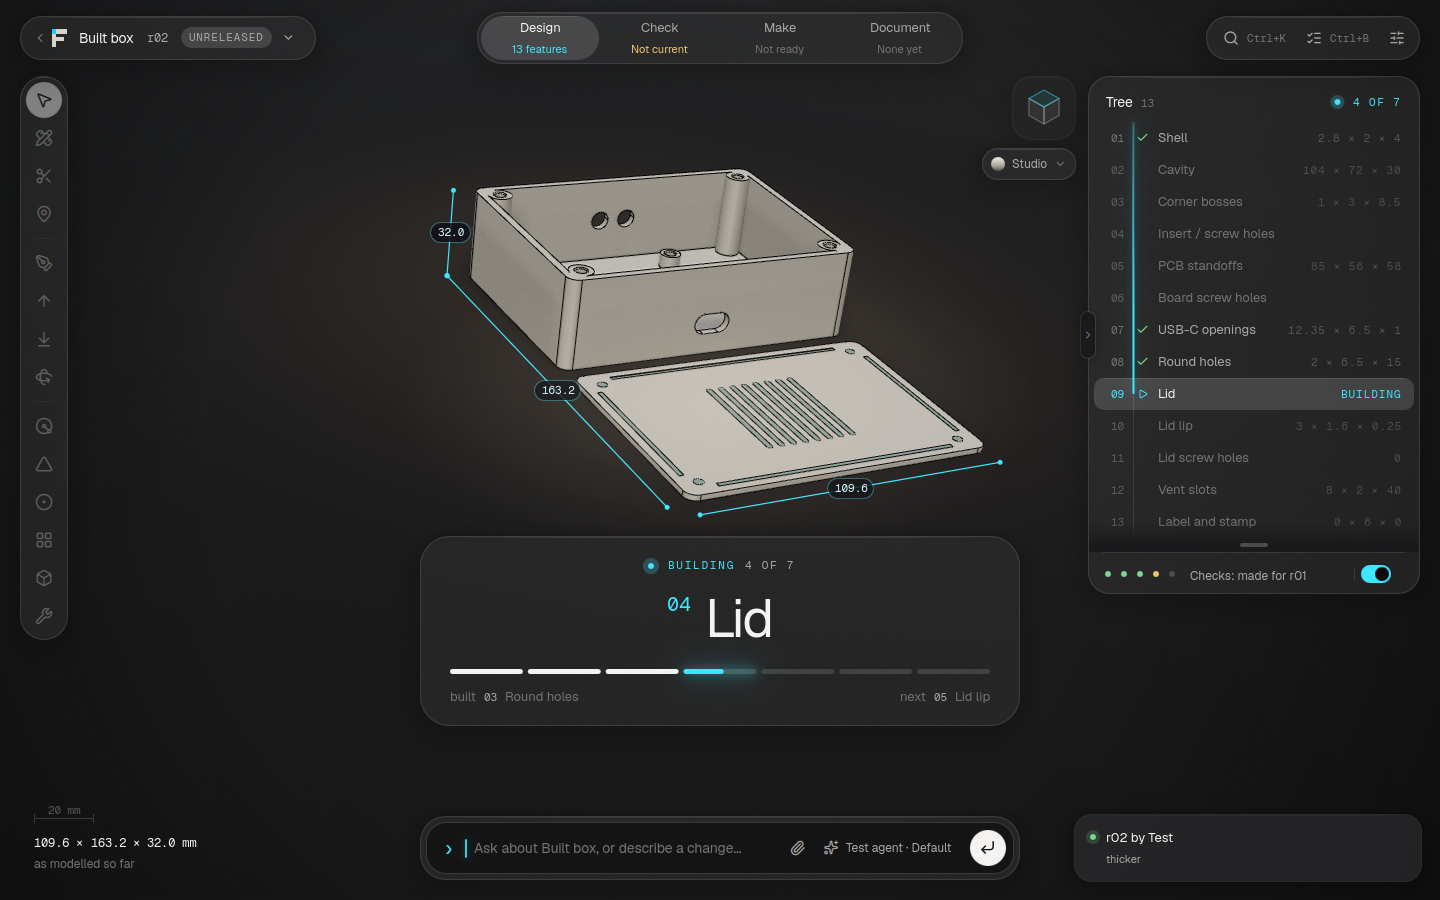 Built box r02 UNRELEASED
Design
13 features
Check
Not current
Make
Not ready
Document
None yet
Ctrl+K Ctrl+B
Studio
Tree 13 4 OF 7
01 Shell 2.8 × 2 × 4
02 Cavity 104 × 72 × 30
03 Corner bosses 1 × 3 × 8.5
04 Insert / screw holes
05 PCB standoffs 85 × 56 × 58
06 Board screw holes
07 USB-C openings 12.35 × 6.5 × 1
08 Round holes 2 × 6.5 × 15
09 Lid BUILDING
10 Lid lip 3 × 1.6 × 0.25
11 Lid screw holes 0
12 Vent slots 8 × 2 × 40
13 Label and stamp 0 × 6 × 0
Checks: made for r01
32.0
163.2
109.6
BUILDING 4 OF 7
04 Lid
built 03 Round holes
next 05 Lid lip
20 mm
109.6 × 163.2 × 32.0 mm
as modelled so far
Ask about Built box, or describe a change…
Test agent · Default
r02 by Test
thicker